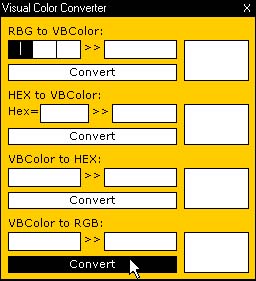 Visual Color Converter X
RBG to VBColor:
>>
Convert
HEX to VBColor:
Hex= >>
Convert
VBColor to HEX:
>>
Convert
VBColor to RGB:
>>
Convert